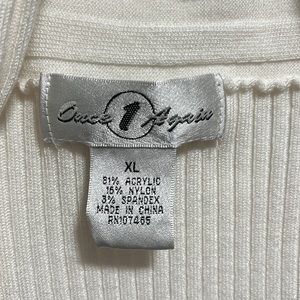 Once 1 Again
XL
81% ACRYLIC
16% NYLON
3% SPANDEX
MADE IN CHINA
RN107465